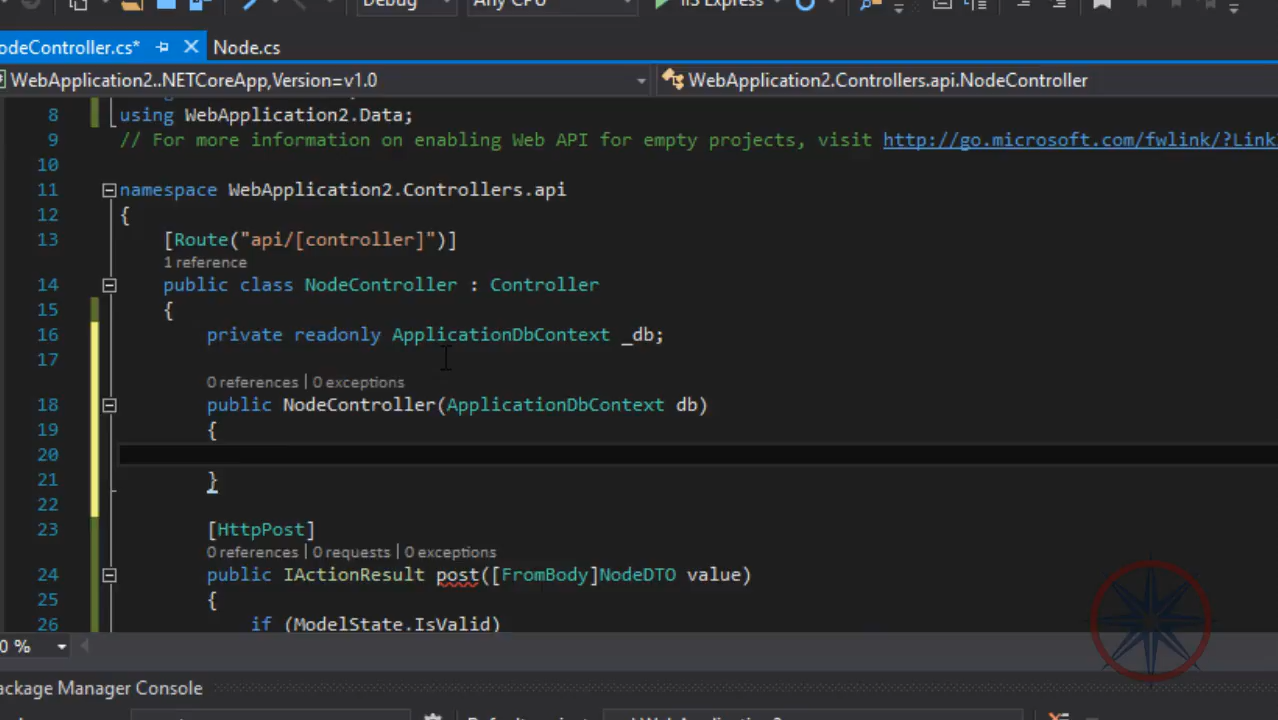 Debug Any CPU IIS Express
odeController.cs* Node.cs
WebApplication2..NETCoreApp,Version=v1.0 WebApplication2.Controllers.api.NodeController
8 using WebApplication2.Data;
9 // For more information on enabling Web API for empty projects, visit http://go.microsoft.com/fwlink/?Link
10
11 namespace WebApplication2.Controllers.api
12 {
13 [Route("api/[controller]")]
1 reference
14 public class NodeController : Controller
15 {
16 private readonly ApplicationDbContext _db;
17
0 references | 0 exceptions
18 public NodeController(ApplicationDbContext db)
19 {
20
21 }
22
23 [HttpPost]
0 references | 0 requests | 0 exceptions
24 public IActionResult post([FromBody]NodeDTO value)
25 {
26 if (ModelState.IsValid)
0 %
ackage Manager Console